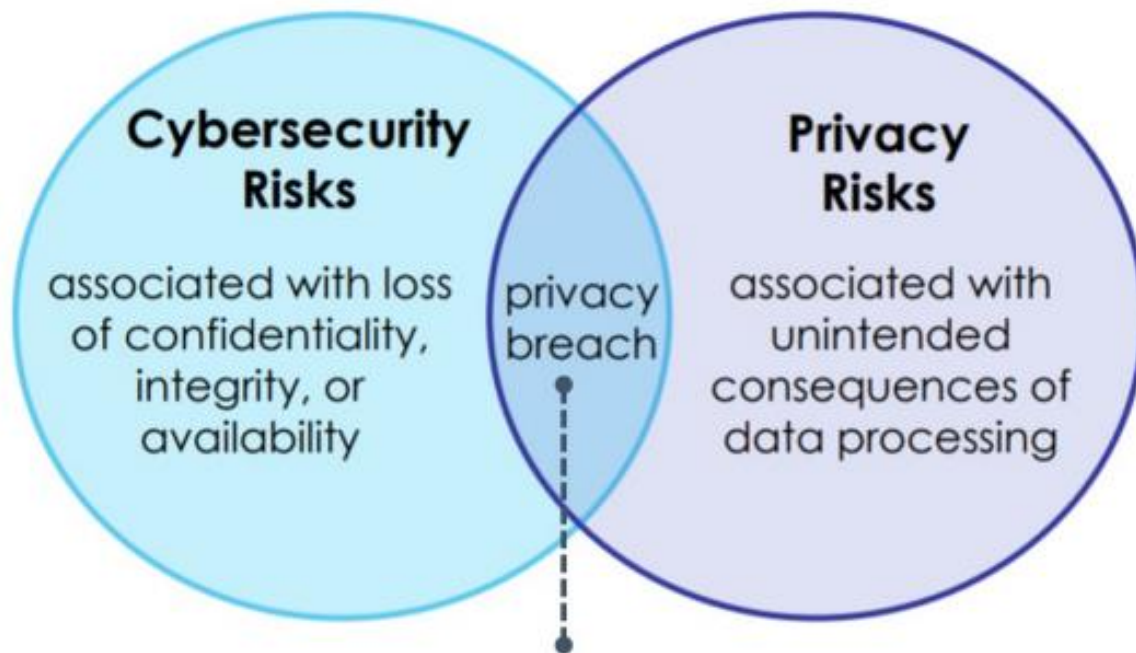 Cybersecurity
Risks
associated with loss
of confidentiality,
integrity, or
availability
privacy
breach
Privacy
Risks
associated with
unintended
consequences of
data processing